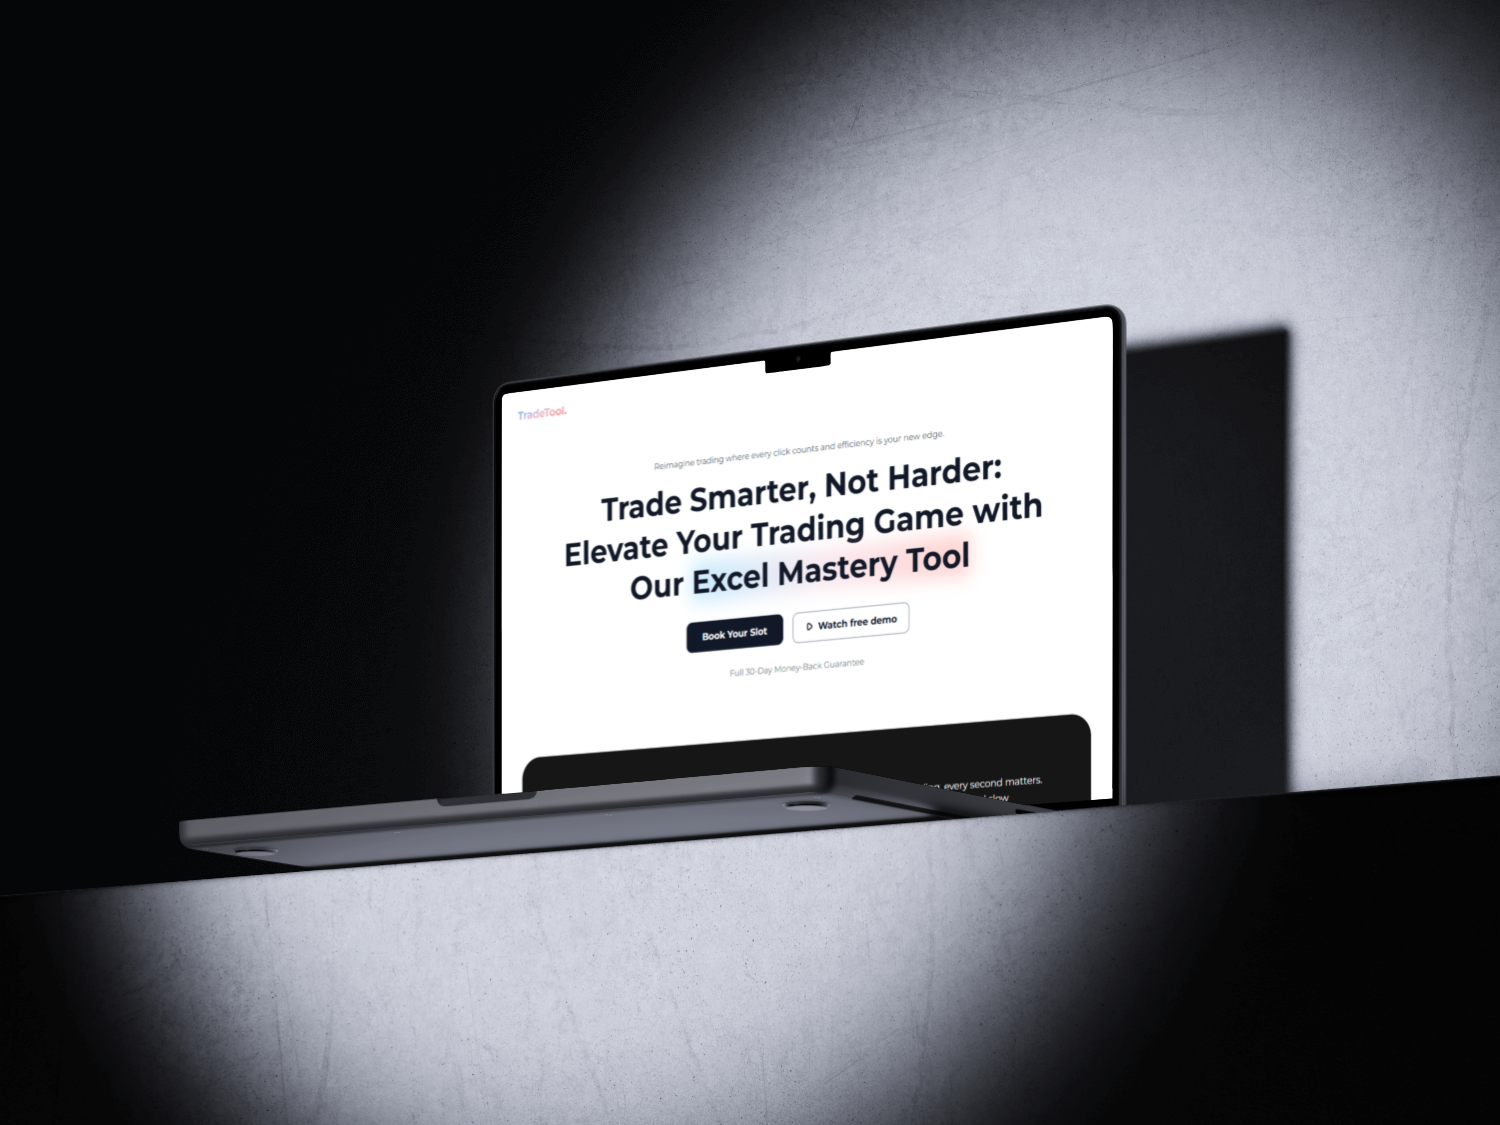 TradeTool.
Reimagine trading where every click counts and efficiency is your new edge.
Trade Smarter, Not Harder:
Elevate Your Trading Game with
Our Excel Mastery Tool
Book Your Slot
Watch free demo
Full 30-Day Money-Back Guarantee
every second matters.
slow